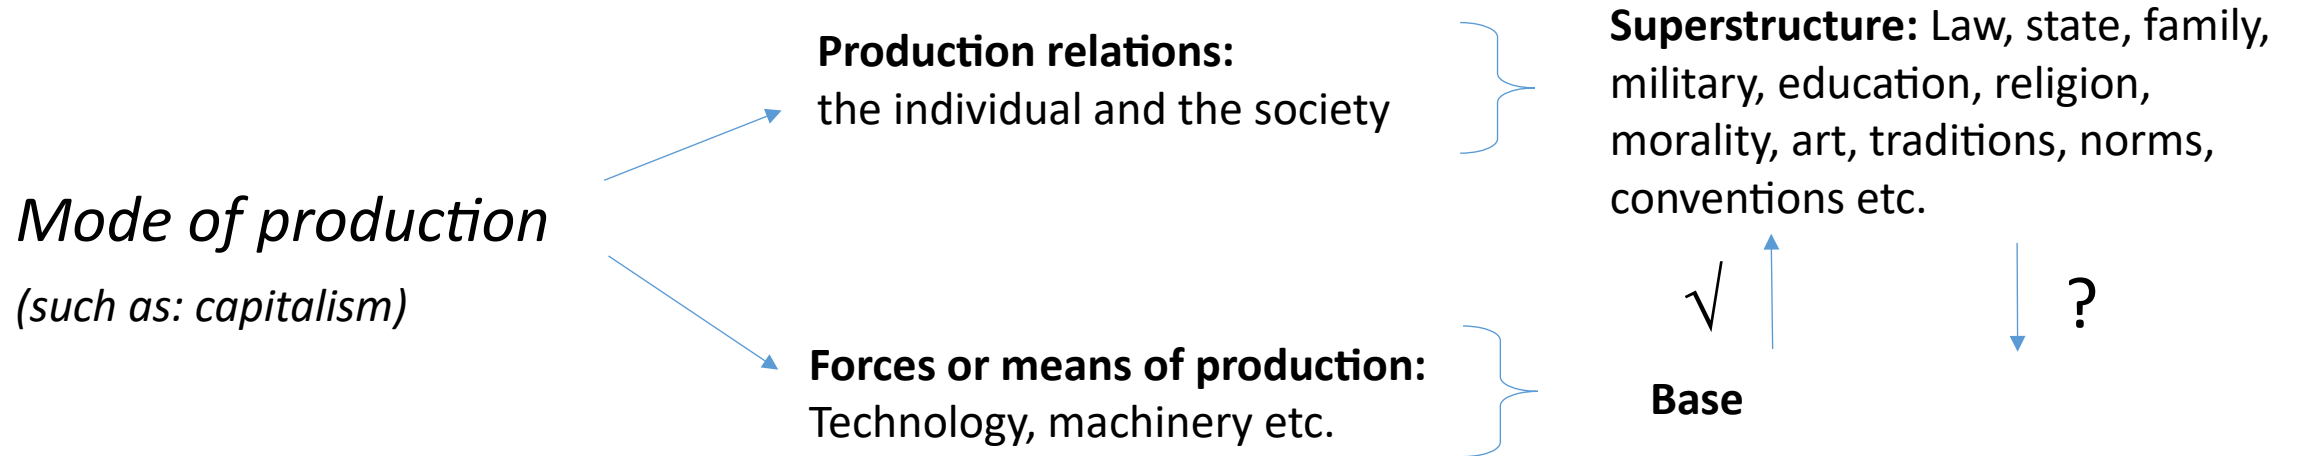 Mode of production
(such as: capitalism)
Production relations:
the individual and the society
Forces or means of production:
Technology, machinery etc.
Superstructure: Law, state, family,
military, education, religion,
morality, art, traditions, norms,
conventions etc.
√
?
Base